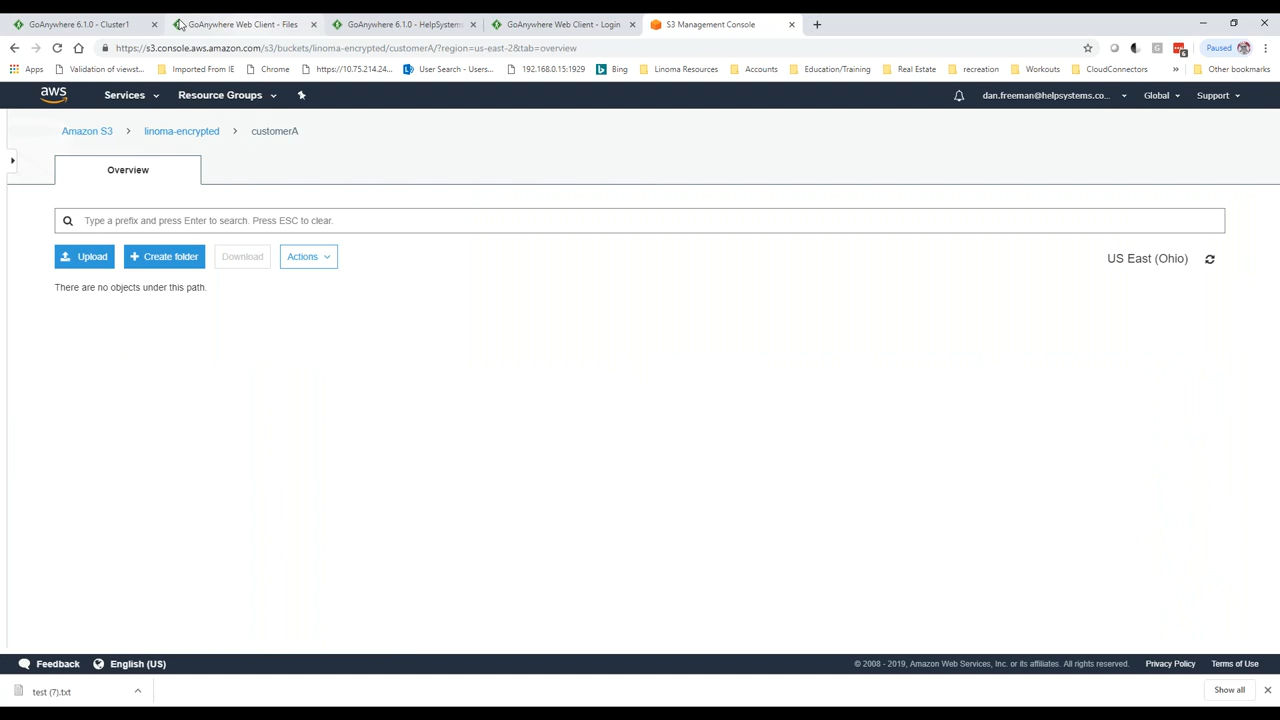 GoAnywhere 6.1.0 - Cluster1
GoAnywhere Web Client - Files
GoAnywhere 6.1.0 - HelpSystems
GoAnywhere Web Client - Login
S3 Management Console
https://s3.console.aws.amazon.com/s3/buckets/linoma-encrypted/customerA/?region=us-east-2&tab=overview
Paused
Apps
Validation of viewst...
Imported From IE
Chrome
https://10.75.214.24...
User Search - Users...
192.168.0.15:1929
Bing
Linoma Resources
Accounts
Education/Training
Real Estate
recreation
Workouts
CloudConnectors
»
Other bookmarks
aws
Services
Resource Groups
dan.freeman@helpsystems.co...
Global
Support
Amazon S3
linoma-encrypted
customerA
Overview
Type a prefix and press Enter to search. Press ESC to clear.
Upload
Create folder
Download
Actions
US East (Ohio)
There are no objects under this path.
Feedback
English (US)
© 2008 - 2019, Amazon Web Services, Inc. or its affiliates. All rights reserved.
Privacy Policy
Terms of Use
test (7).txt
Show all